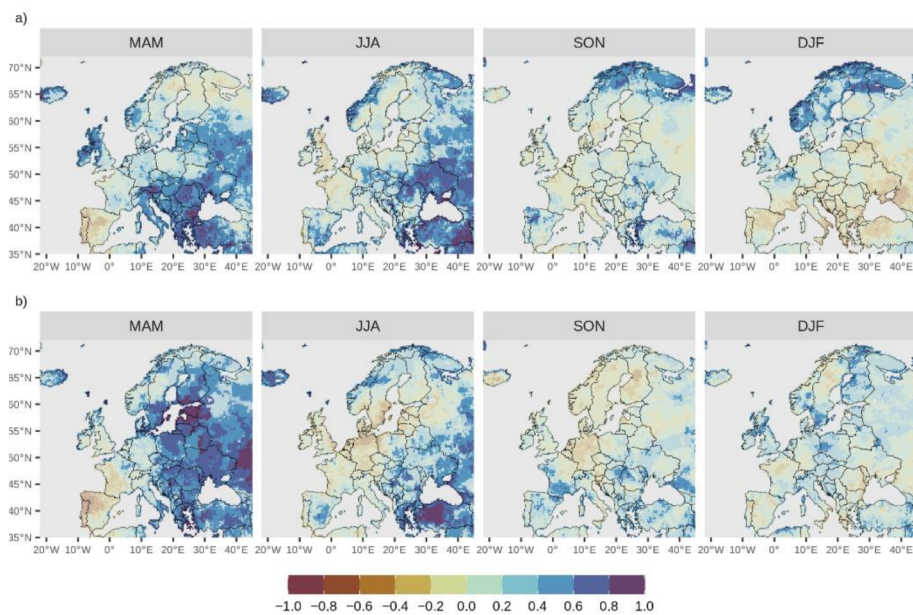 a)
MAM JJA SON DJF
70°N
65°N
60°N
55°N
50°N
45°N
40°N
35°N
20°W 10°W 0° 10°E 20°E 30°E 40°E 20°W 10°W 0° 10°E 20°E 30°E 40°E 20°W 10°W 0° 10°E 20°E 30°E 40°E 20°W 10°W 0° 10°E 20°E 30°E 40°E
b)
MAM JJA SON DJF
70°N
65°N
60°N
55°N
50°N
45°N
40°N
35°N
20°W 10°W 0° 10°E 20°E 30°E 40°E 20°W 10°W 0° 10°E 20°E 30°E 40°E 20°W 10°W 0° 10°E 20°E 30°E 40°E 20°W 10°W 0° 10°E 20°E 30°E 40°E
−1.0 −0.8 −0.6 −0.4 −0.2 0.0 0.2 0.4 0.6 0.8 1.0